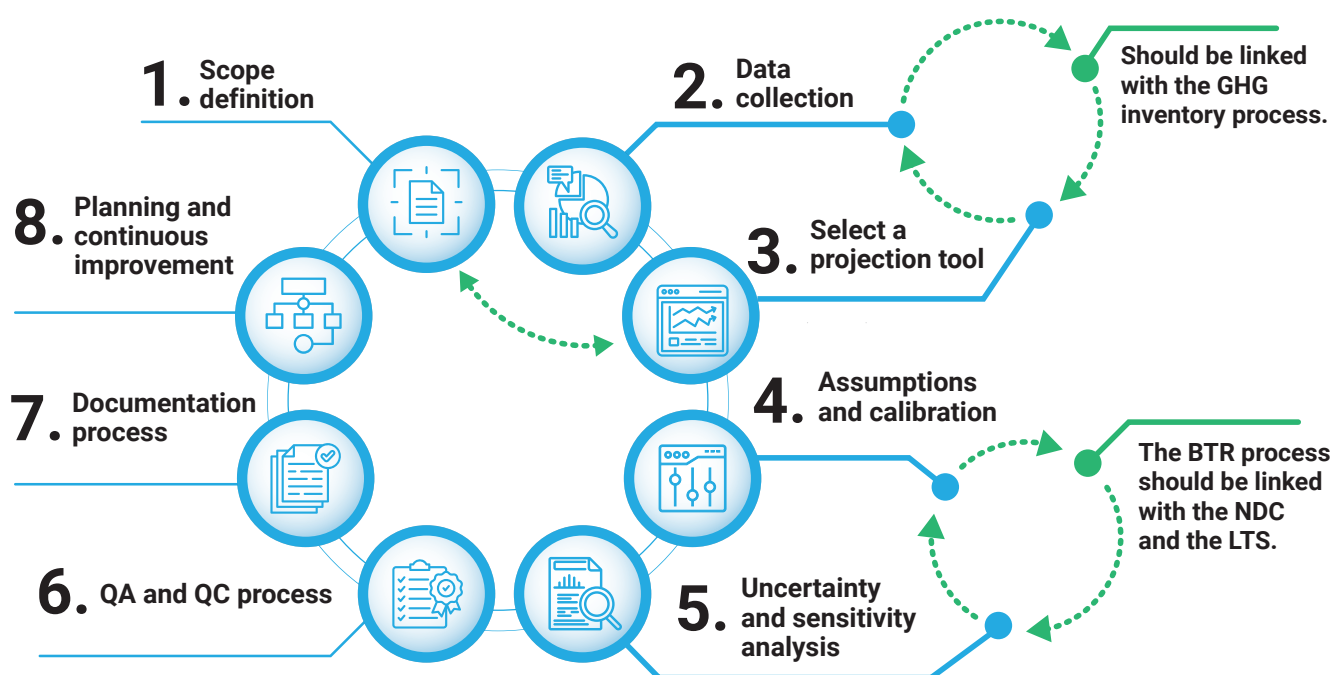 1. Scope
definition
2. Data
collection
Should be linked
with the GHG
inventory process.
3. Select a
projection tool
4. Assumptions
and calibration
The BTR process
should be linked
with the NDC
and the LTS.
5. Uncertainty
and sensitivity
analysis
6. QA and QC process
7. Documentation
process
8. Planning and
continuous
improvement